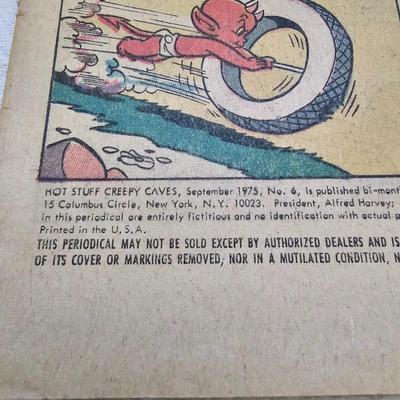 HOT STUFF CREEPY CAVES, September 1975, No. 6, is published bi-mont
15 Columbus Circle, New York, N.Y. 10023. President, Alfred Harvey;
in this periodical are entirely fictitious and no identification with actual p
Printed in the U.S.A.
THIS PERIODICAL MAY NOT BE SOLD EXCEPT BY AUTHORIZED DEALERS AND IS
OF ITS COVER OR MARKINGS REMOVED, NOR IN A MUTILATED CONDITION, N